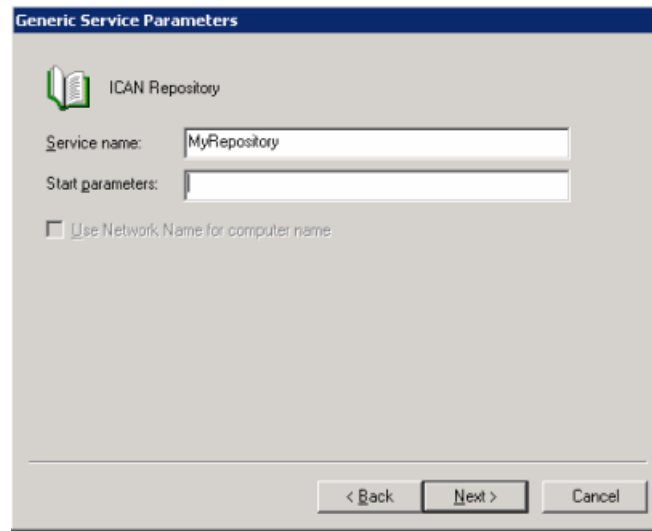 Generic Service Parameters
ICAN Repository
Service name: MyRepository
Start parameters:
Use Network Name for computer name
< Back Next > Cancel